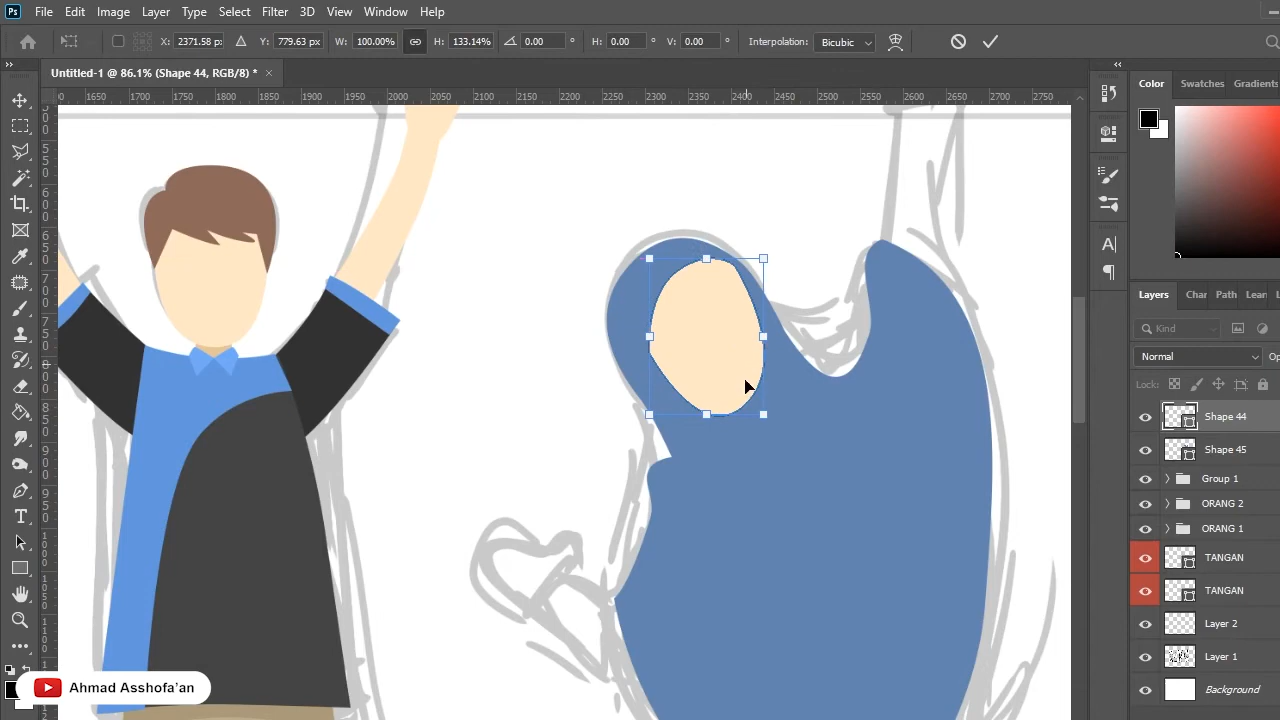 Ps File Edit Image Layer Type Select Filter 3D View Window Help
X: 2371.58 px Y: 779.63 px W: 100.00% H: 133.14% 0.00 ° H: 0.00 ° V: 0.00 ° Interpolation: Bicubic
Untitled-1 @ 86.1% (Shape 44, RGB/8) * ×
1650 1700 1750 1800 1850 1900 1950 2000 2050 2100 2150 2200 2250 2300 2350 2400 2450 2500 2550 2600 2650 2700 2750
Color Swatches Gradients
Layers Char Path Lear
Kind
Normal
Lock:
Shape 44
Shape 45
Group 1
ORANG 2
ORANG 1
TANGAN
TANGAN
Layer 2
Layer 1
Background
Ahmad Asshofa'an